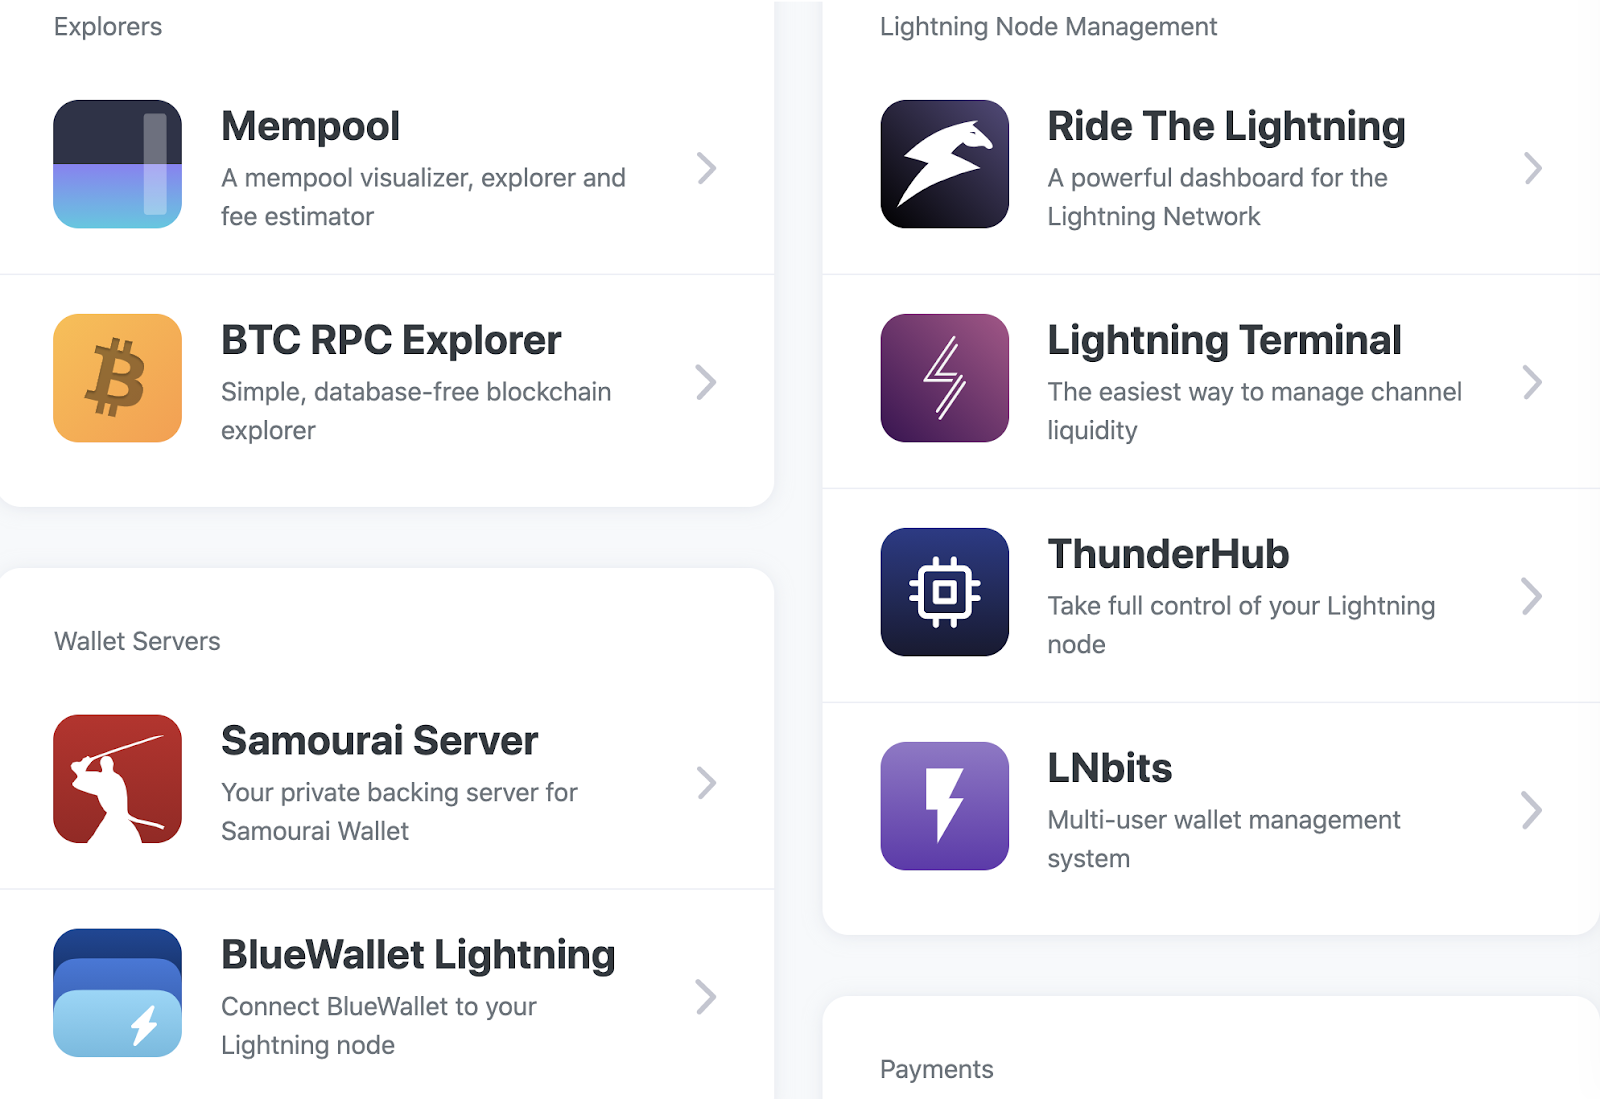 Explorers
Mempool
A mempool visualizer, explorer and
fee estimator
BTC RPC Explorer
Simple, database-free blockchain
explorer
Wallet Servers
Samourai Server
Your private backing server for
Samourai Wallet
BlueWallet Lightning
Connect BlueWallet to your
Lightning node
Lightning Node Management
Ride The Lightning
A powerful dashboard for the
Lightning Network
Lightning Terminal
The easiest way to manage channel
liquidity
ThunderHub
Take full control of your Lightning
node
LNbits
Multi-user wallet management
system
Payments